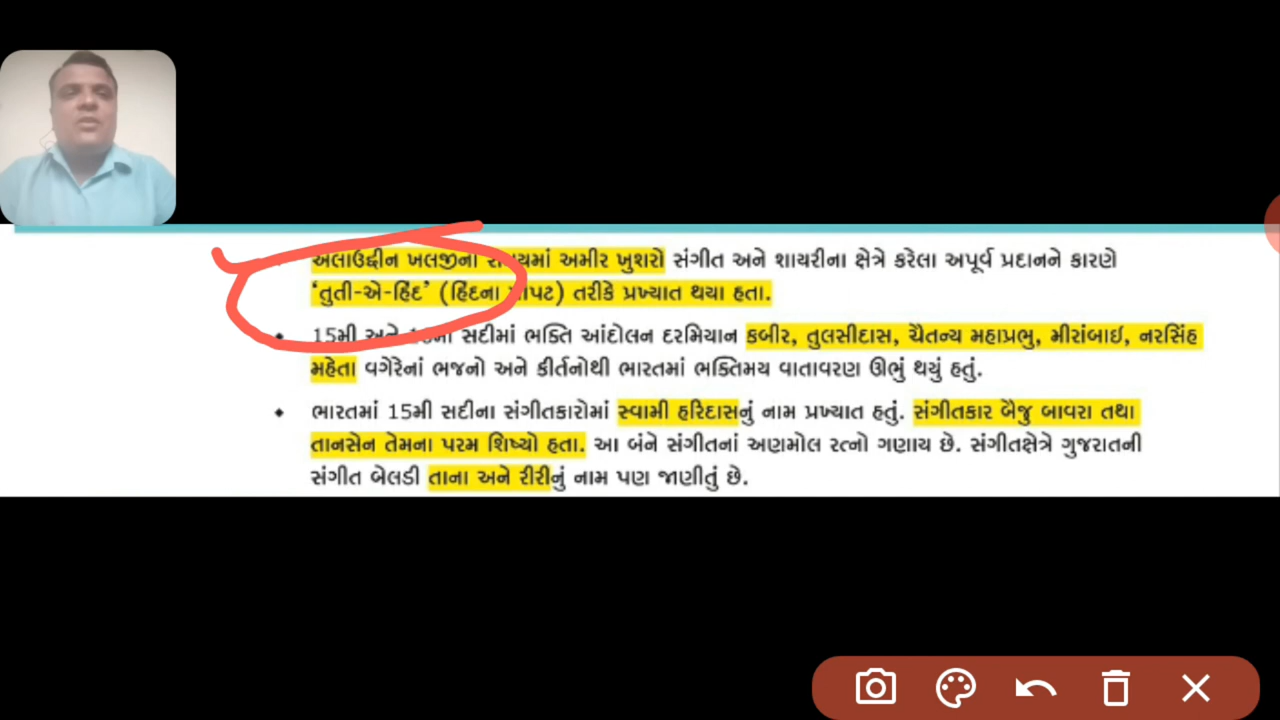 અલાઉદ્દીન ખલજીના સમયમાં અમીર ખુશરો સંગીત અને શાયરીના ક્ષેત્રે કરેલા અપૂર્વ પ્રદાનને કારણે
‘તુતી-એ-હિંદ’ (હિંદના પોપટ) તરીકે પ્રખ્યાત થયા હતા.
15મી અને સદીમાં ભક્તિ આંદોલન દરમિયાન કબીર, તુલસીદાસ, ચૈતન્ય મહાપ્રભુ, મીરાંબાઈ, નરસિંહ
મહેતા વગેરેનાં ભજનો અને કીર્તનોથી ભારતમાં ભક્તિમય વાતાવરણ ઊભું થયું હતું.
ભારતમાં 15મી સદીના સંગીતકારોમાં સ્વામી હરિદાસનું નામ પ્રખ્યાત હતું. સંગીતકાર બૈજુ બાવરા તથા
તાનસેન તેમના પરમ શિષ્યો હતા. આ બંને સંગીતનાં અણમોલ રત્નો ગણાય છે. સંગીતક્ષેત્રે ગુજરાતની
સંગીત બેલડી તાના અને રીરીનું નામ પણ જાણીતું છે.